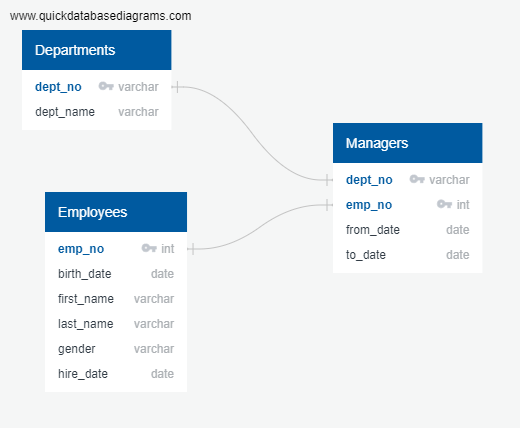 www.quickdatabasediagrams.com
Departments
dept_no varchar
dept_name varchar
Managers
dept_no varchar
emp_no int
from_date date
to_date date
Employees
emp_no int
birth_date date
first_name varchar
last_name varchar
gender varchar
hire_date date